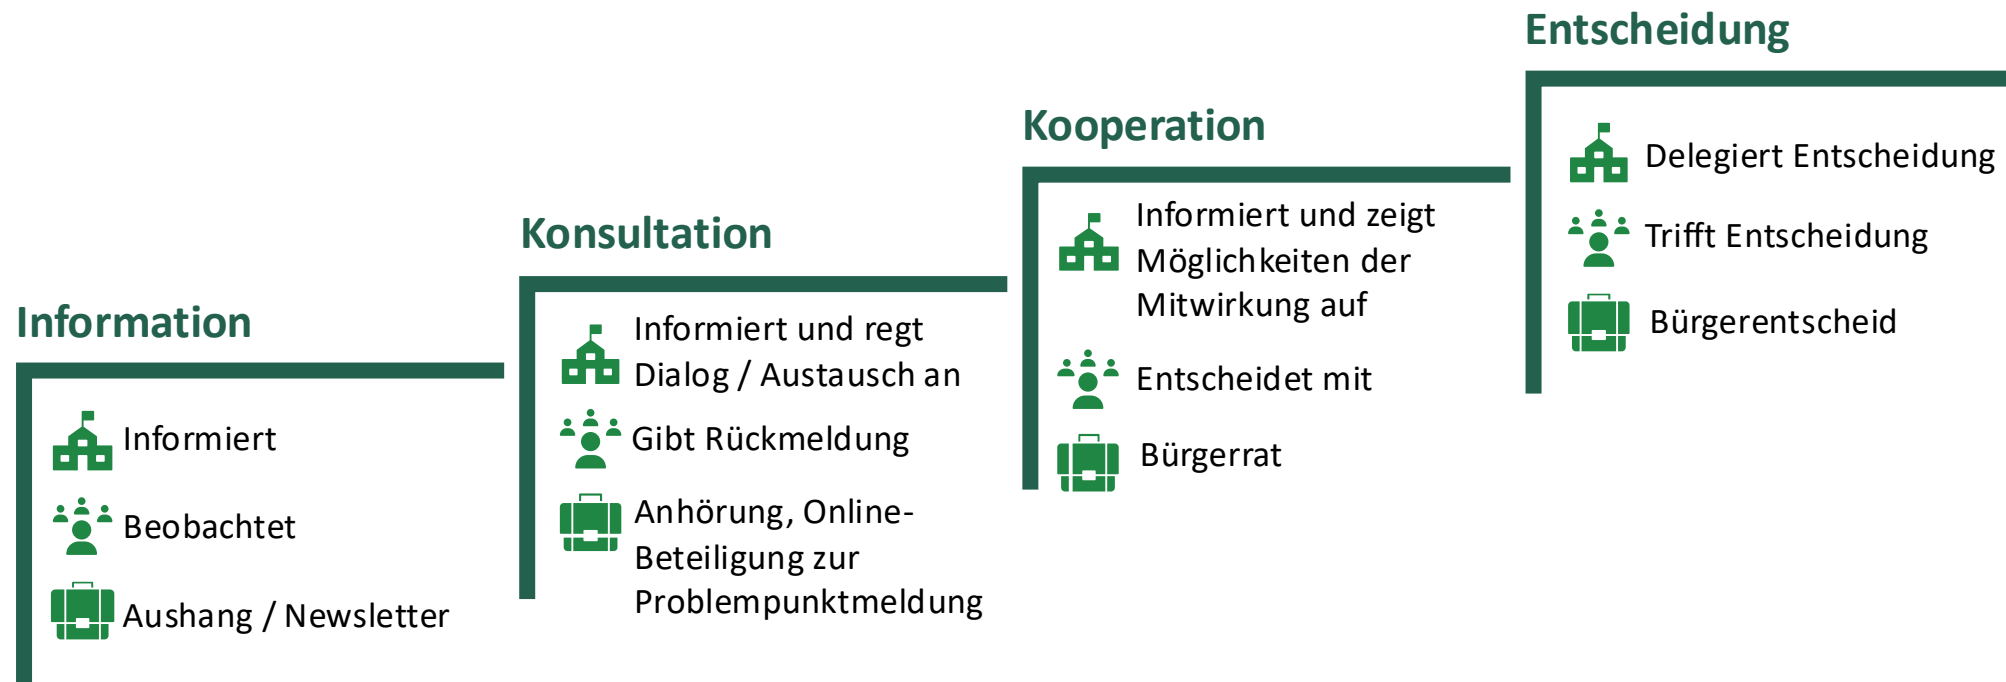 Information
Informiert
Beobachtet
Aushang / Newsletter
Konsultation
Informiert und regt
Dialog / Austausch an
Gibt Rückmeldung
Anhörung, Online-
Beteiligung zur
Problempunktmeldung
Kooperation
Informiert und zeigt
Möglichkeiten der
Mitwirkung auf
Entscheidet mit
Bürgerrat
Entscheidung
Delegiert Entscheidung
Trifft Entscheidung
Bürgerentscheid